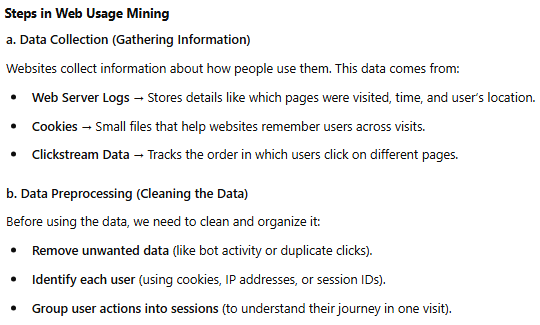 Steps in Web Usage Mining
a. Data Collection (Gathering Information)
Websites collect information about how people use them. This data comes from:
• Web Server Logs → Stores details like which pages were visited, time, and user's location.
• Cookies → Small files that help websites remember users across visits.
• Clickstream Data → Tracks the order in which users click on different pages.
b. Data Preprocessing (Cleaning the Data)
Before using the data, we need to clean and organize it:
• Remove unwanted data (like bot activity or duplicate clicks).
• Identify each user (using cookies, IP addresses, or session IDs).
• Group user actions into sessions (to understand their journey in one visit).